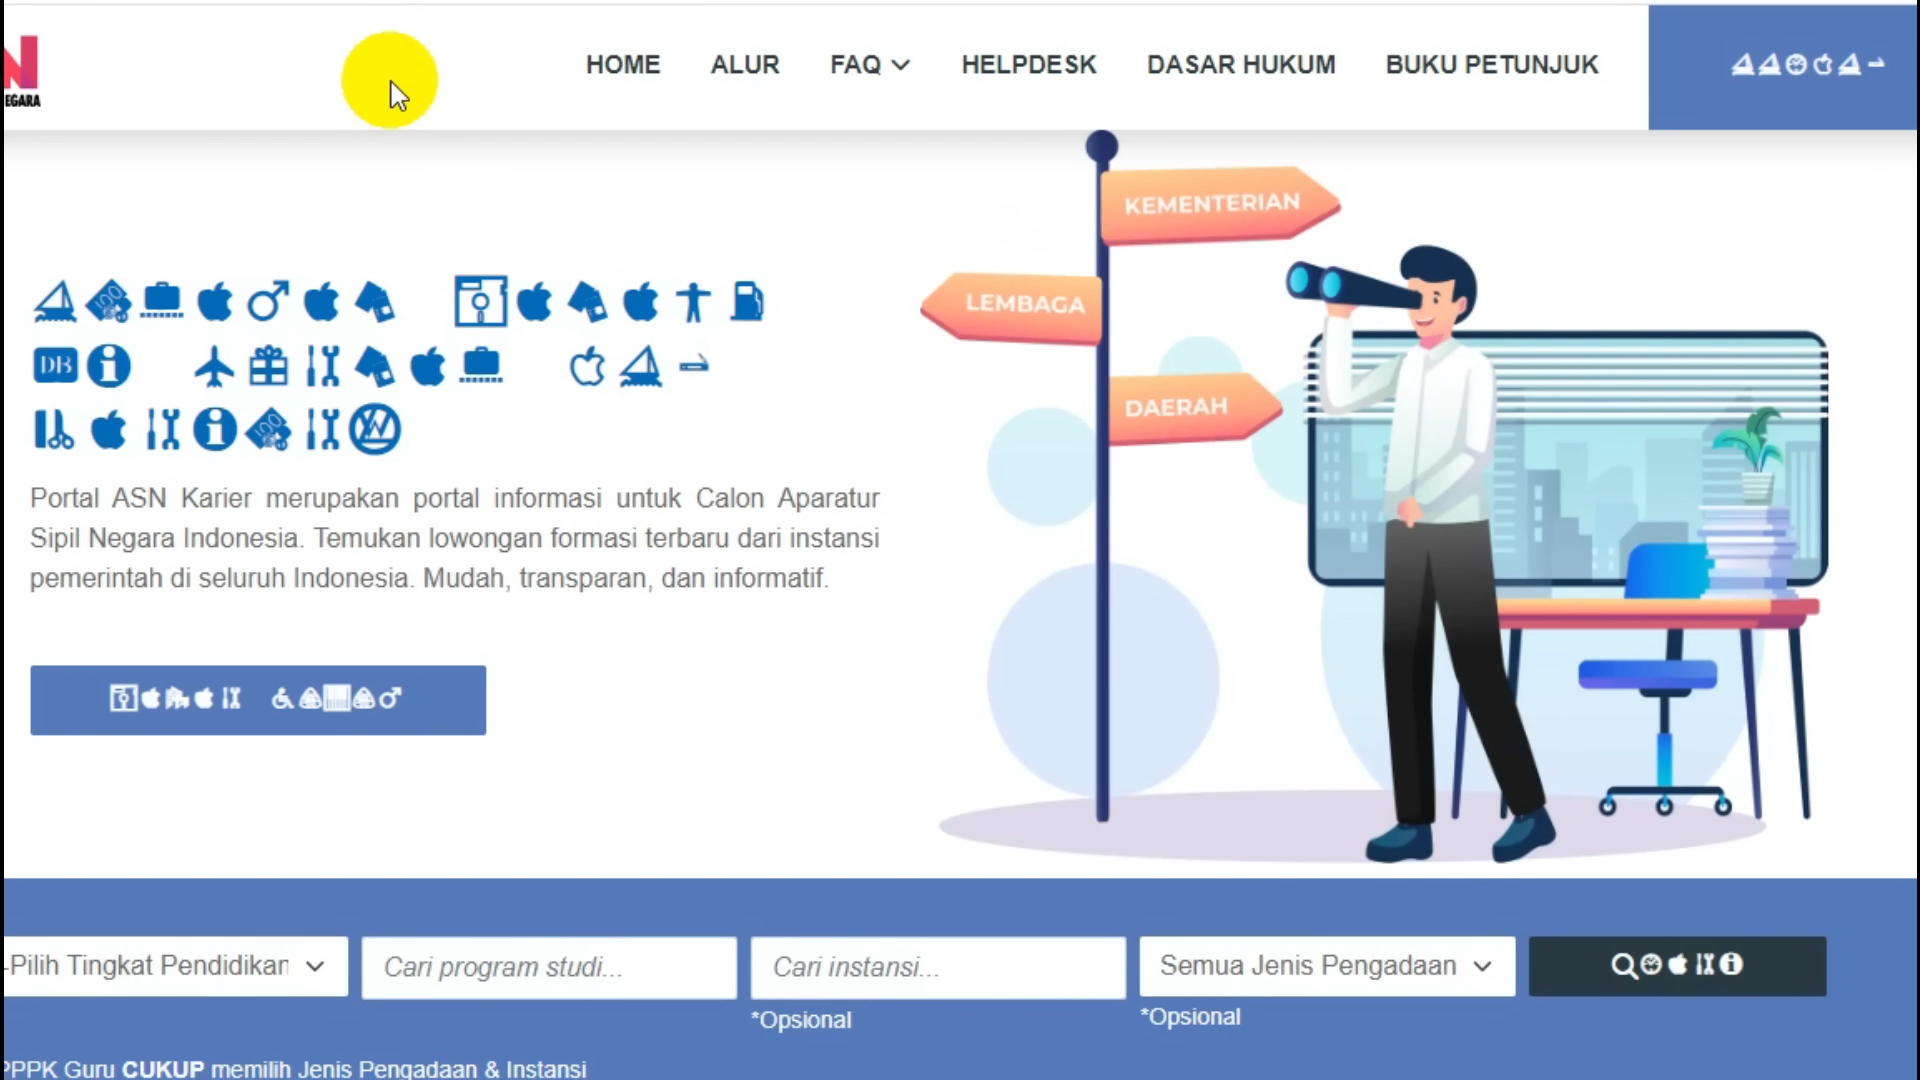 N
EGARA
HOME ALUR FAQ HELPDESK DASAR HUKUM BUKU PETUNJUK
KEMENTERIAN
LEMBAGA
DAERAH
Portal ASN Karier merupakan portal informasi untuk Calon Aparatur
Sipil Negara Indonesia. Temukan lowongan formasi terbaru dari instansi
pemerintah di seluruh Indonesia. Mudah, transparan, dan informatif.
-Pilih Tingkat Pendidikan Cari program studi... Cari instansi... Semua Jenis Pengadaan
*Opsional *Opsional
PPPK Guru CUKUP memilih Jenis Pengadaan & Instansi